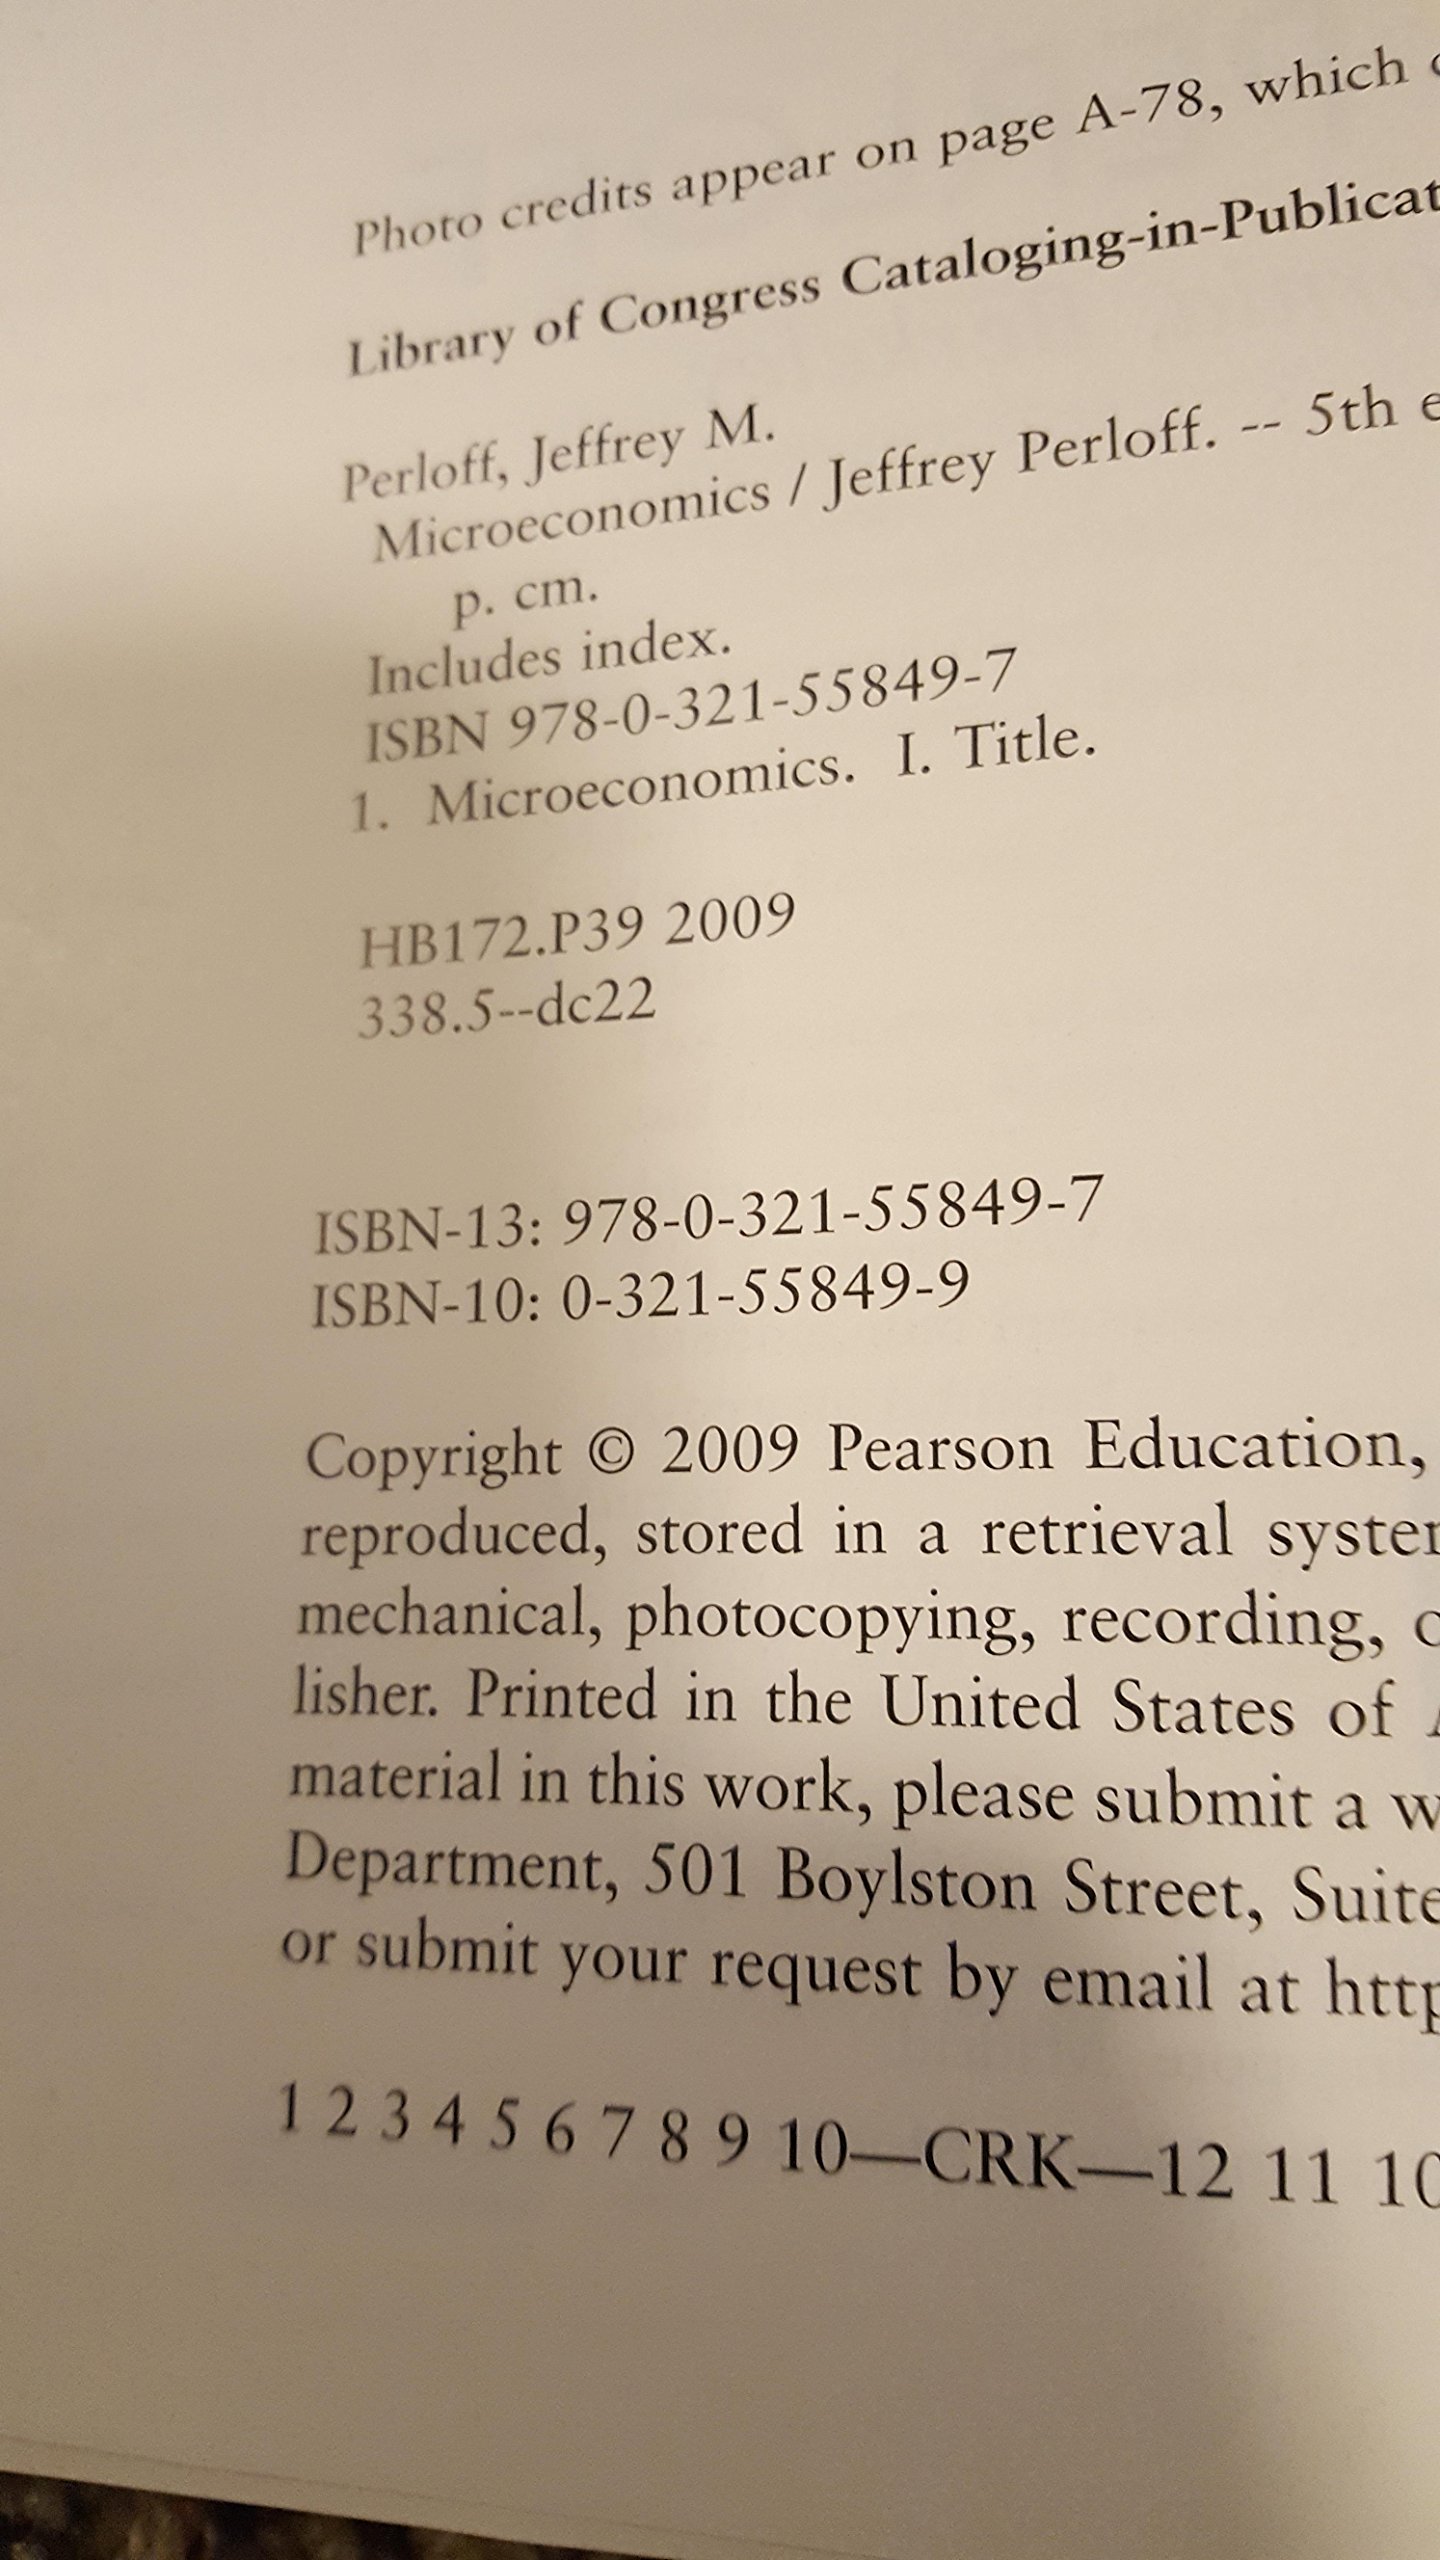 Photo credits appear on page A-78, which
Library of Congress Cataloging-in-Publicat
Perloff, Jeffrey M.
Microeconomics / Jeffrey Perloff. -- 5th e
p. cm.
Includes index.
ISBN 978-0-321-55849-7
1. Microeconomics. I. Title.
HB172.P39 2009
338.5--dc22
ISBN-13: 978-0-321-55849-7
ISBN-10: 0-321-55849-9
Copyright © 2009 Pearson Education,
reproduced, stored in a retrieval system
mechanical, photocopying, recording, o
lisher. Printed in the United States of
material in this work, please submit a w
Department, 501 Boylston Street, Suite
or submit your request by email at http
1 2 3 4 5 6 7 8 9 10—CRK—12 11 10